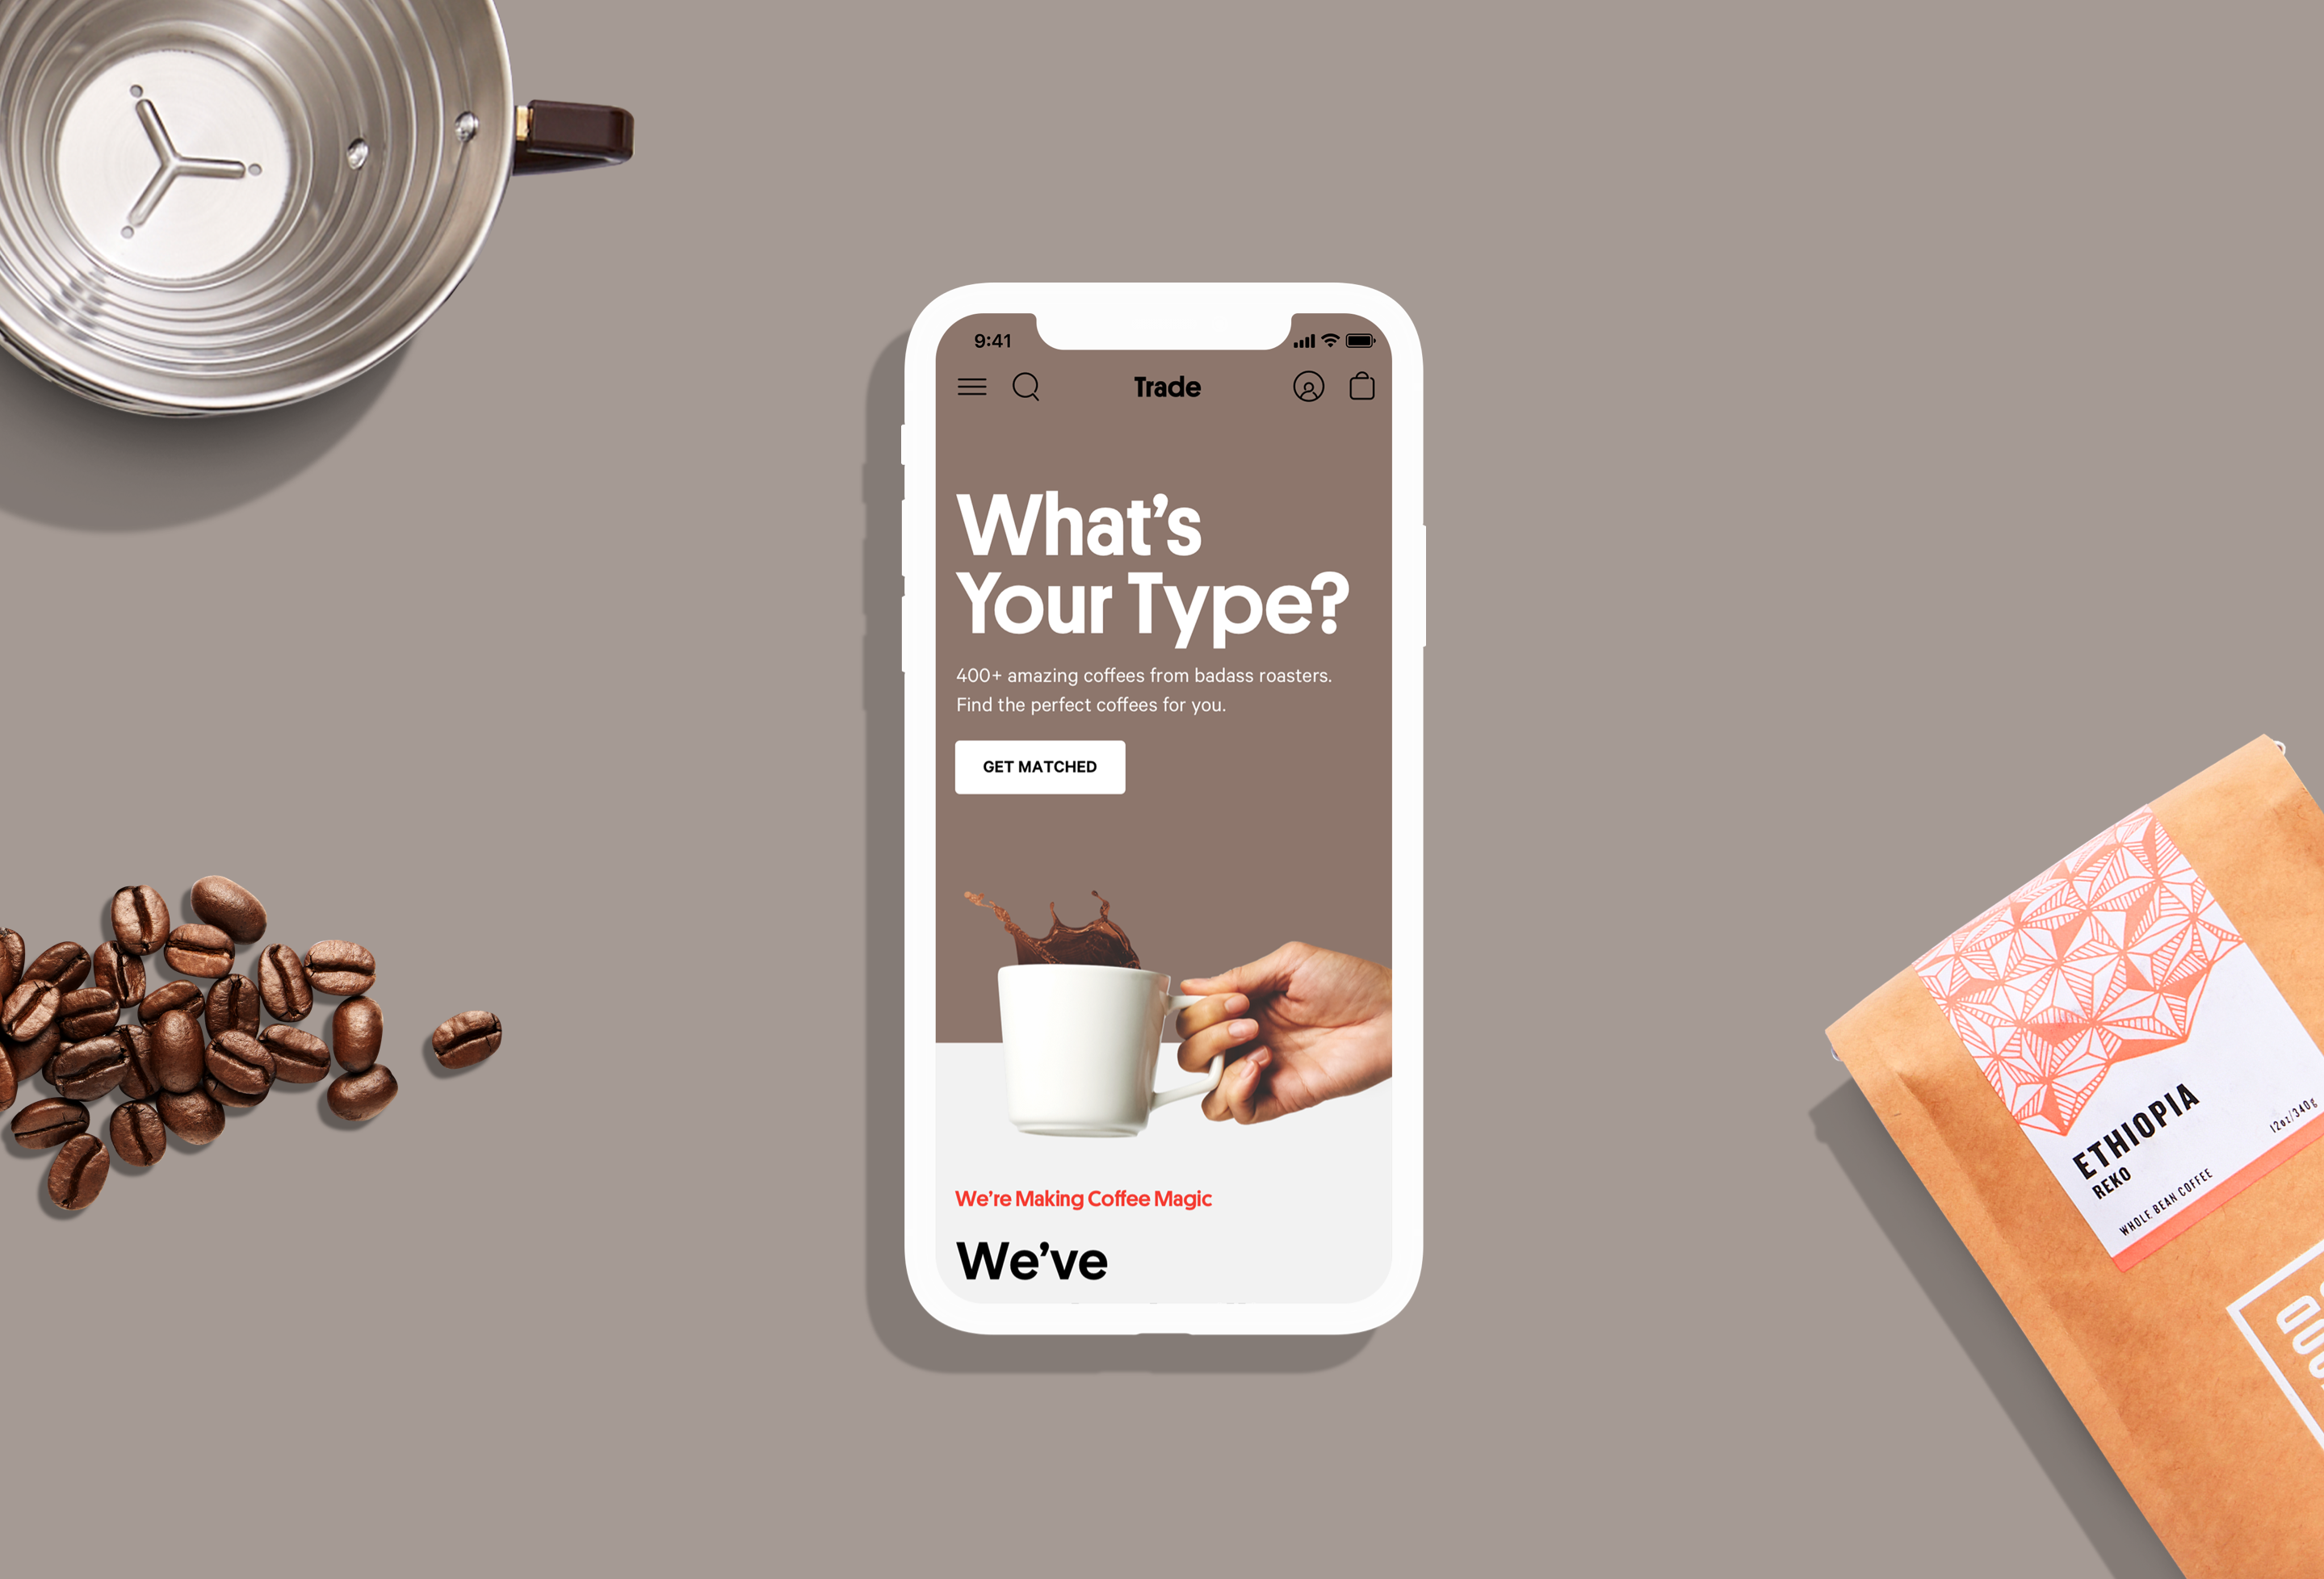 9:41
Trade
What's
Your Type?
400+ amazing coffees from badass roasters.
Find the perfect coffees for you.
GET MATCHED
We're Making Coffee Magic
We've
ETHIOPIA
REKO
12oz/340g
WHOLE BEAN COFFEE